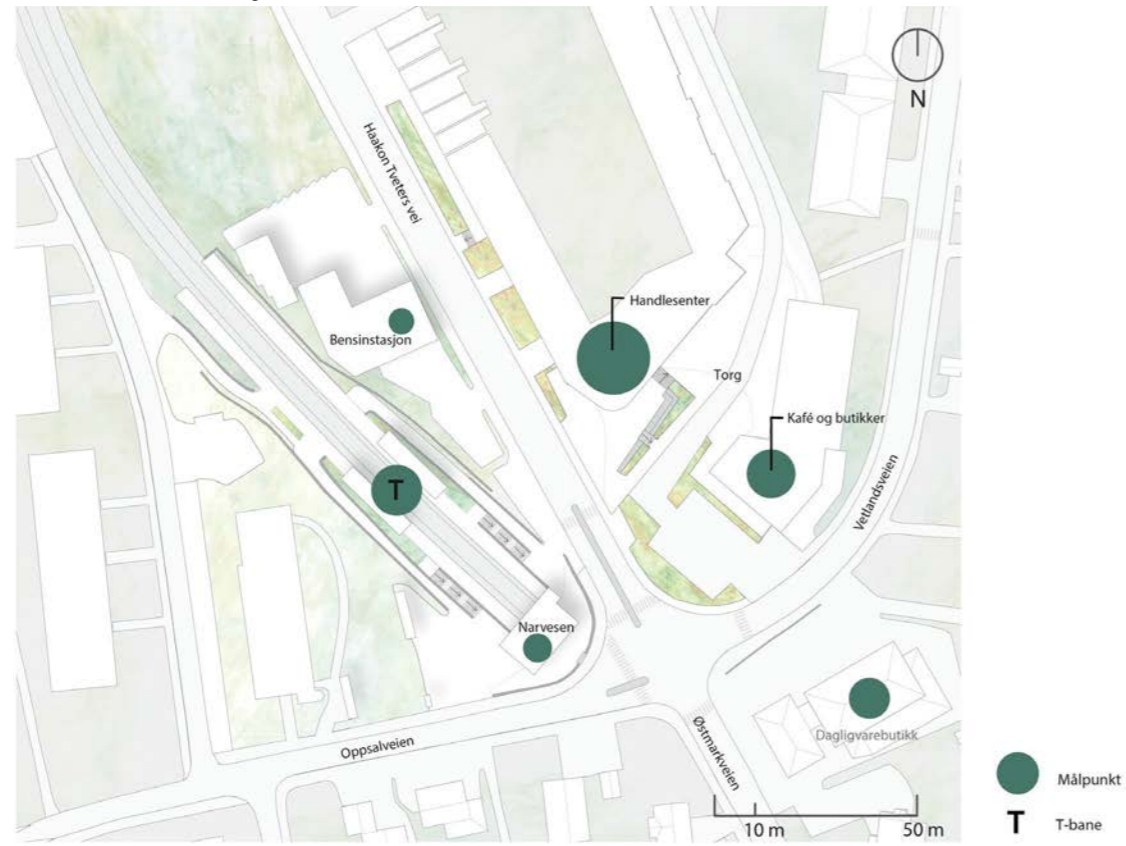 N
Haakon Tveters vei
Handlesenter
Bensinstasjon
Torg
Kafé og butikker
Vetlandsveien
T
Narvesen
Dagligvarebutikk
Østmarkveien
Oppsalveien
10 m
50 m
Målpunkt
T
T-bane